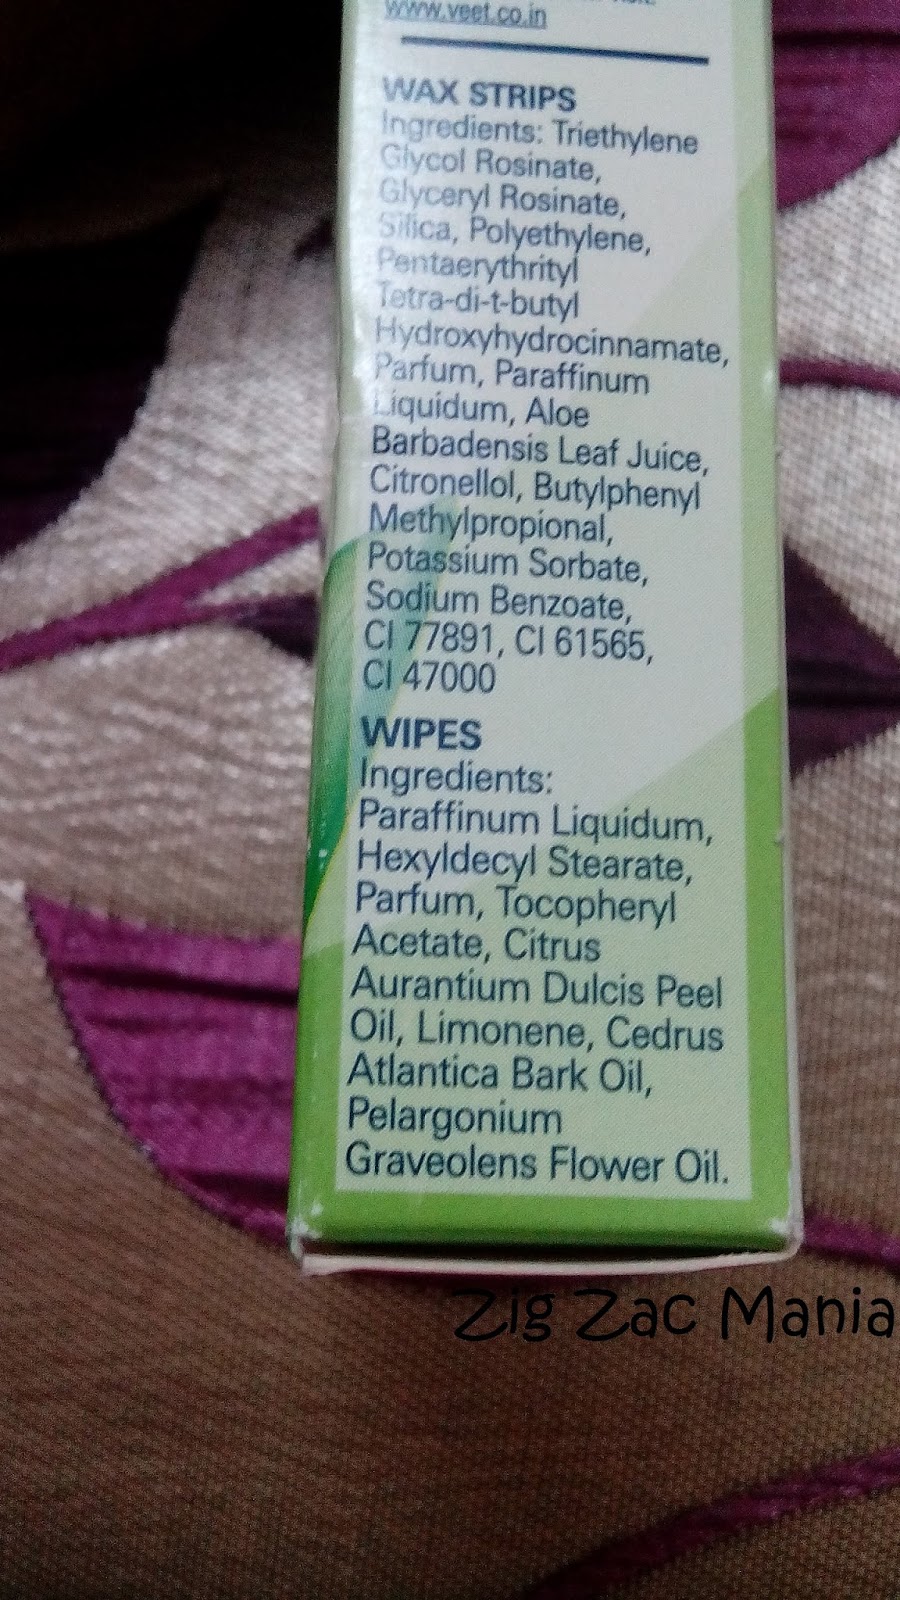 www.veet.co.in
WAX STRIPS
Ingredients: Triethylene
Glycol Rosinate,
Glyceryl Rosinate,
Silica, Polyethylene,
Pentaerythrityl
Tetra-di-t-butyl
Hydroxyhydrocinnamate,
Parfum, Paraffinum
Liquidum, Aloe
Barbadensis Leaf Juice,
Citronellol, Butylphenyl
Methylpropional,
Potassium Sorbate,
Sodium Benzoate,
CI 77891, CI 61565,
CI 47000
WIPES
Ingredients:
Paraffinum Liquidum,
Hexyldecyl Stearate,
Parfum, Tocopheryl
Acetate, Citrus
Aurantium Dulcis Peel
Oil, Limonene, Cedrus
Atlantica Bark Oil,
Pelargonium
Graveolens Flower Oil.
Zig Zac Mania